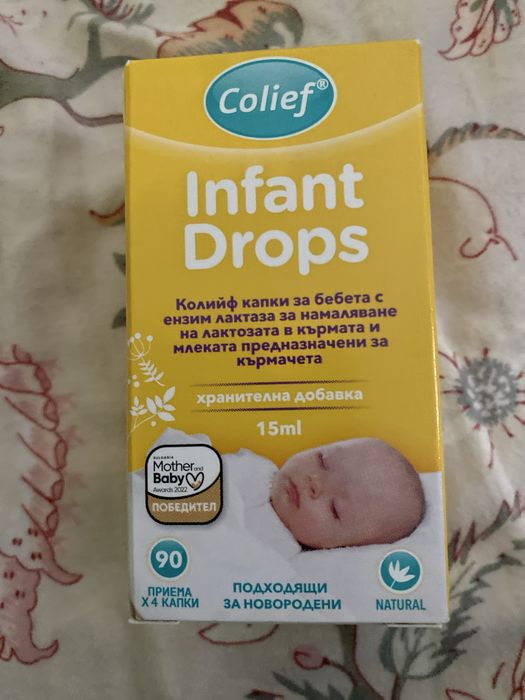 Colief®
Infant
Drops
Колийф капки за бебета с
ензим лактаза за намаляване
на лактозата в кърмата и
млеката предназначени за
кърмачета
хранителна добавка
15ml
BULGARIA
Mother and
Baby
Awards 2022
ПОБЕДИТЕЛ
90
ПРИЕМА
X 4 КАПКИ
ПОДХОДЯЩИ
ЗА НОВОРОДЕНИ
NATURAL